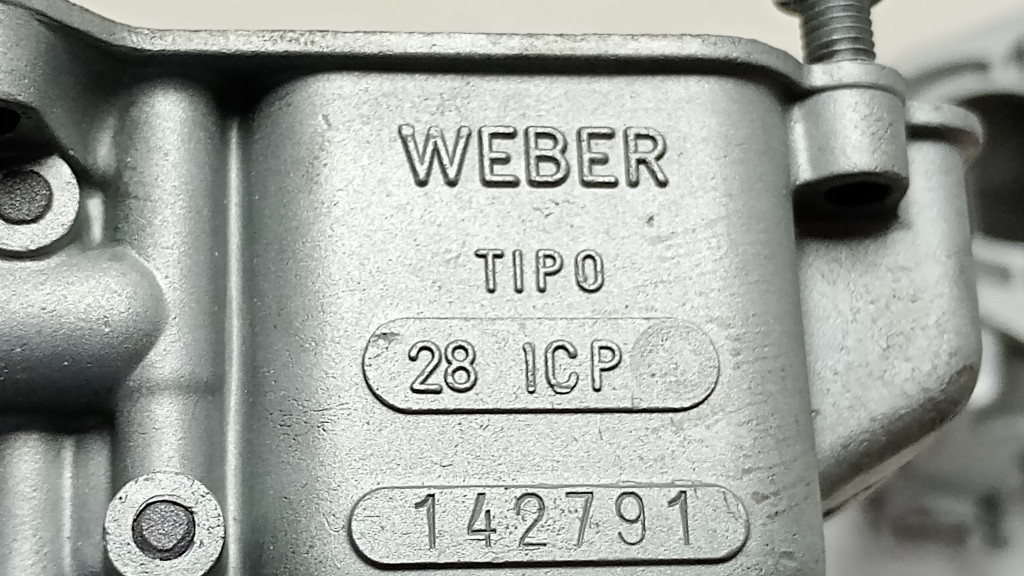 WEBER
TIPO
28 ICP
142791